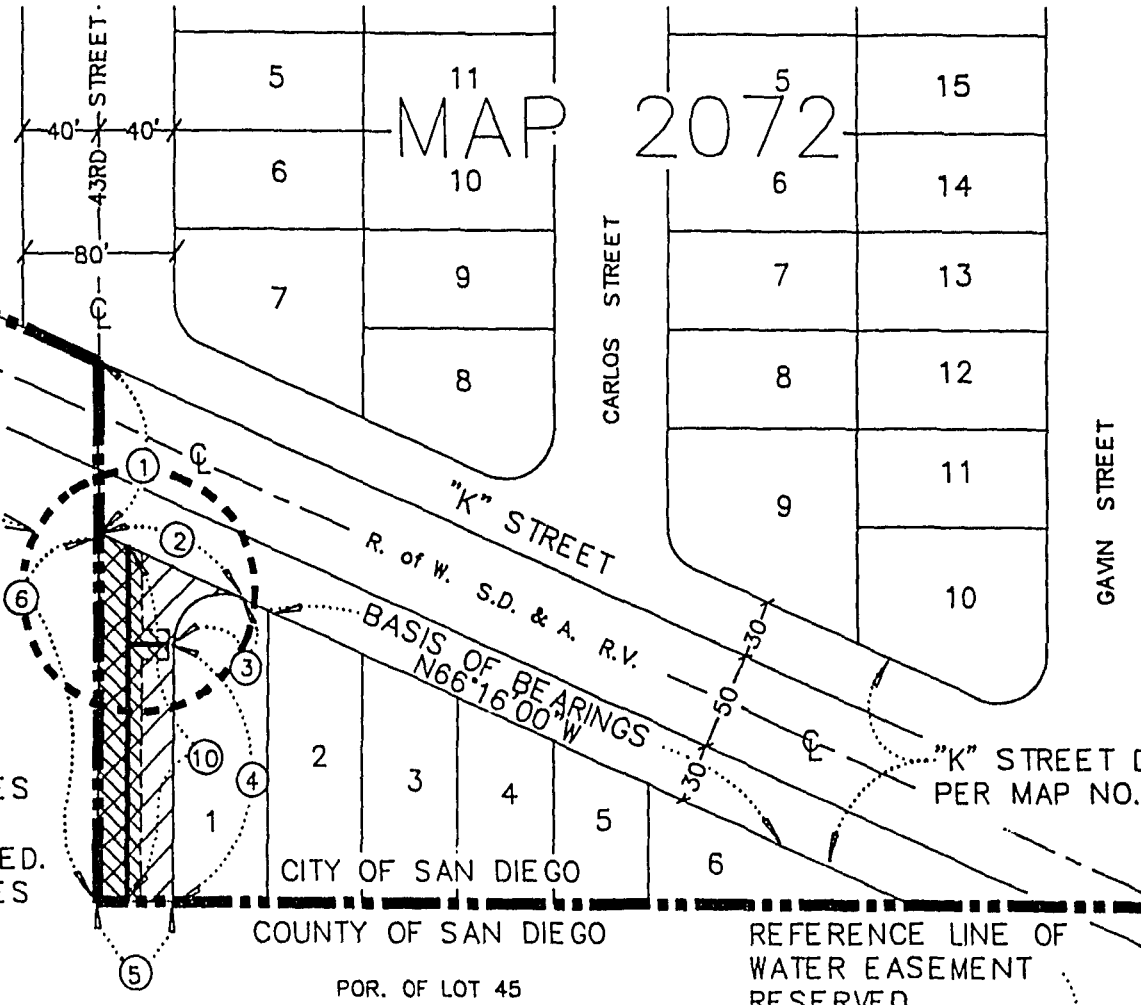 43RD STREET
5
11
5
15
MAP 2072
40'
40'
6
10
6
14
80'
℄
7
9
7
13
8
8
12
CARLOS STREET
GAVIN STREET
1
℄
"K" STREET
9
11
2
R. of W. S.D. & A. R.V.
10
6
BASIS OF BEARINGS
N66°16'00"W
3
30
50
30
℄
10
4
1
2
3
4
5
6
"K" STREET D
PER MAP NO.
ES
ED.
ES
CITY OF SAN DIEGO
COUNTY OF SAN DIEGO
5
POR. OF LOT 45
REFERENCE LINE OF
WATER EASEMENT
RESERVED